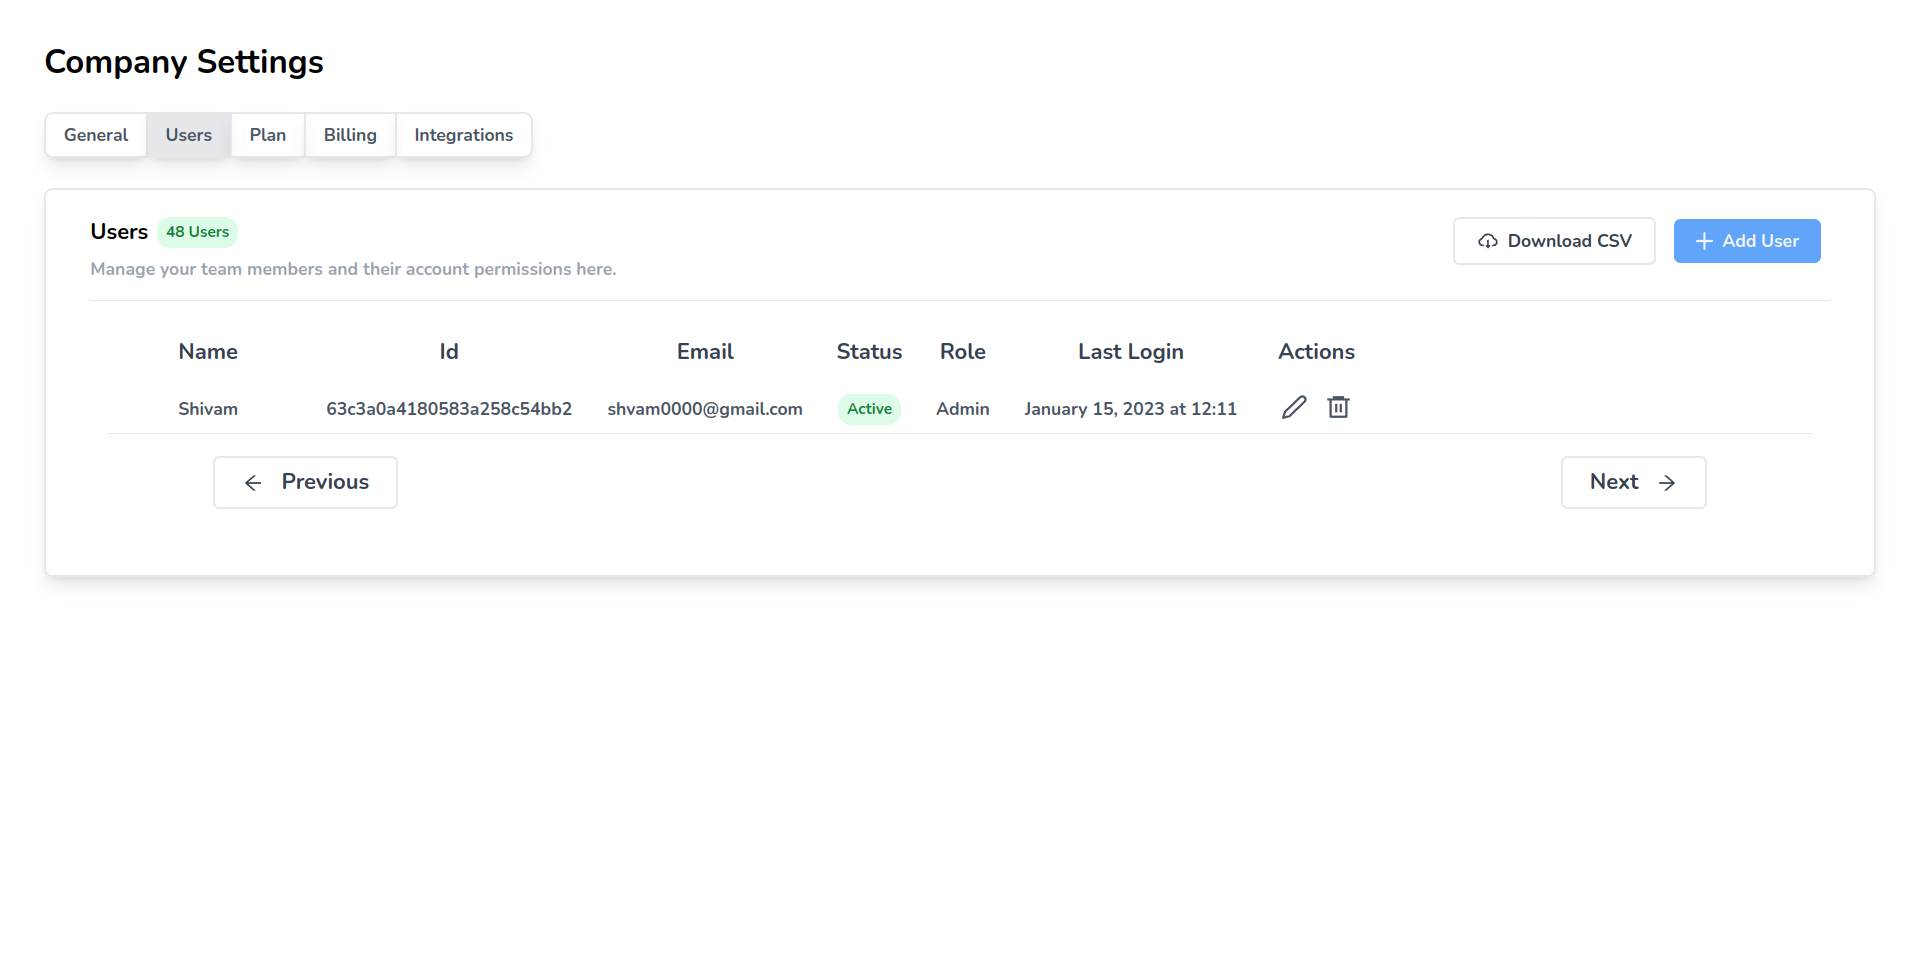 Company Settings
General Users Plan Billing Integrations
Users 48 Users
Manage your team members and their account permissions here.
Download CSV Add User
Name Id Email Status Role Last Login Actions
Shivam 63c3a0a4180583a258c54bb2 shvam0000@gmail.com Active Admin January 15, 2023 at 12:11
Previous Next